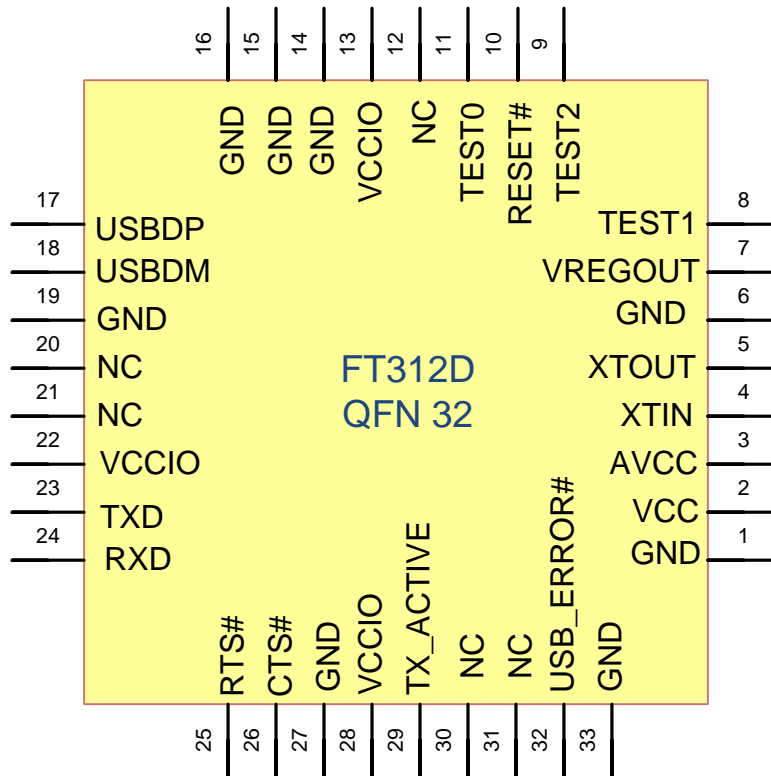 16 15 14 13 12 11 10 9
GND GND GND VCCIO NC TEST0 RESET# TEST2
17 USBDP
18 USBDM
19 GND
20 NC
21 NC
22 VCCIO
23 TXD
24 RXD
8 TEST1
7 VREGOUT
6 GND
5 XTOUT
4 XTIN
3 AVCC
2 VCC
1 GND
FT312D
QFN 32
RTS# CTS# GND VCCIO TX_ACTIVE NC NC USB_ERROR# GND
25 26 27 28 29 30 31 32 33